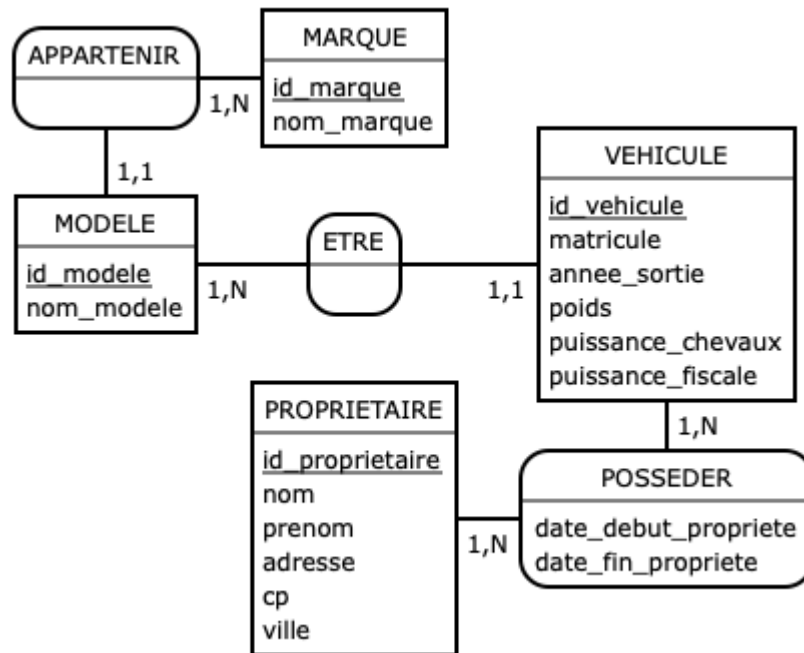 APPARTENIR
MARQUE
id_marque
nom_marque
1,N
1,1
MODELE
id_modele
nom_modele
1,N
ETRE
1,1
VEHICULE
id_vehicule
matricule
annee_sortie
poids
puissance_chevaux
puissance_fiscale
1,N
PROPRIETAIRE
id_proprietaire
nom
prenom
adresse
cp
ville
1,N
POSSEDER
date_debut_propriete
date_fin_propriete